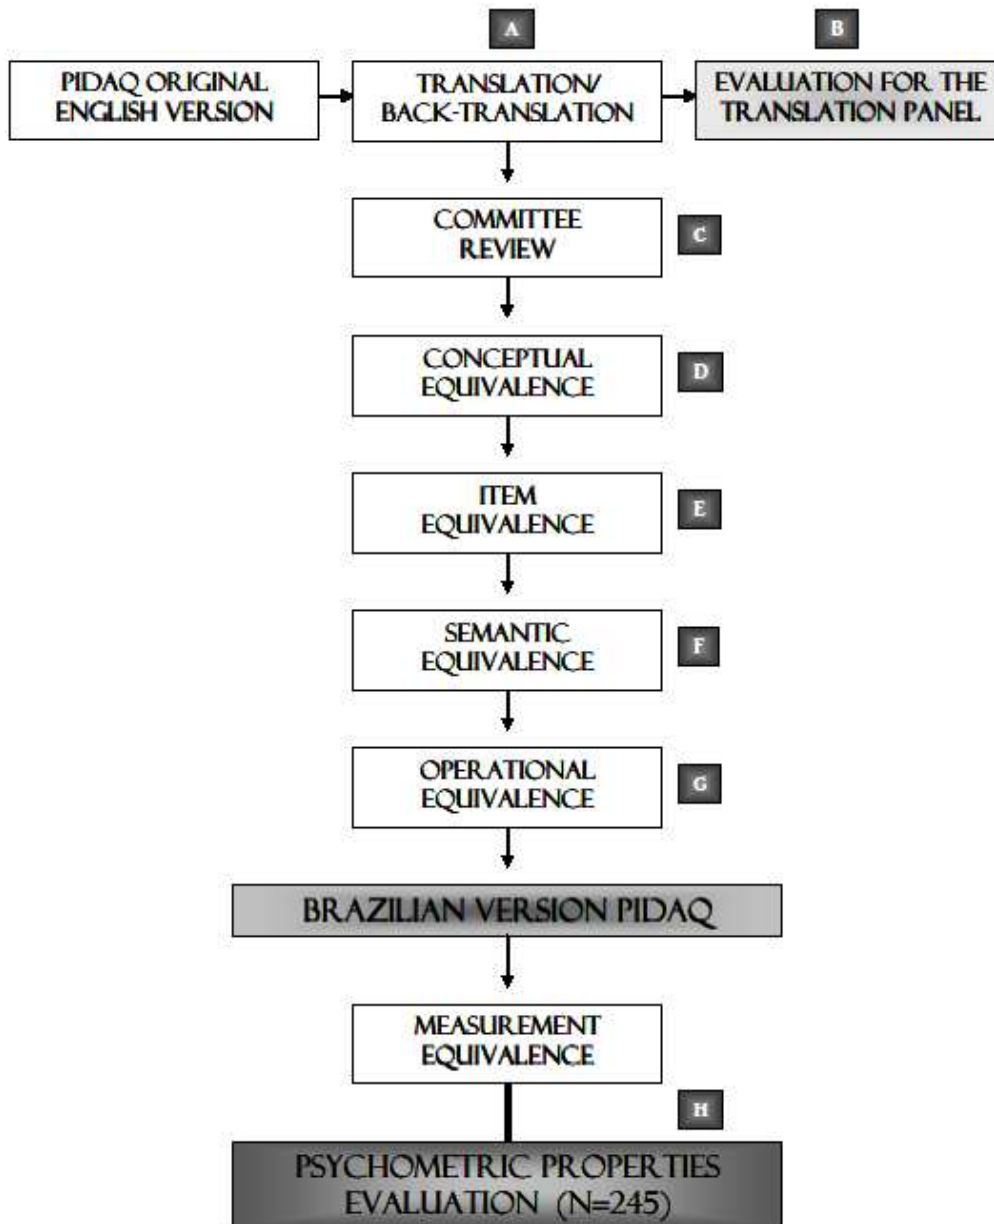 A
B
PIDAQ ORIGINAL
ENGLISH VERSION
TRANSLATION/
BACK-TRANSLATION
EVALUATION FOR THE
TRANSLATION PANEL
COMMITTEE
REVIEW
C
CONCEPTUAL
EQUIVALENCE
D
ITEM
EQUIVALENCE
E
SEMANTIC
EQUIVALENCE
F
OPERATIONAL
EQUIVALENCE
G
BRAZILIAN VERSION PIDAQ
MEASUREMENT
EQUIVALENCE
H
PSYCHOMETRIC PROPERTIES
EVALUATION (N=245)